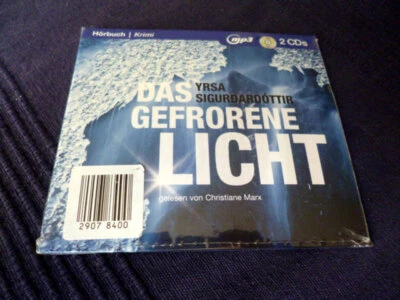 Hörbuch | Krimi
mp3 2 CDs
YRSA
SIGURÐARDÓTTIR
DAS
GEFRORENE
LICHT
gelesen von Christiane Marx
2907 8400